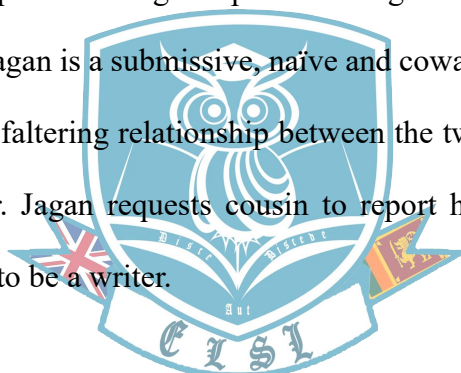 agan is a submissive, naïve and cowa
faltering relationship between the tw
r. Jagan requests cousin to report h
to be a writer.
Disce
Discede
Aut
ELSL